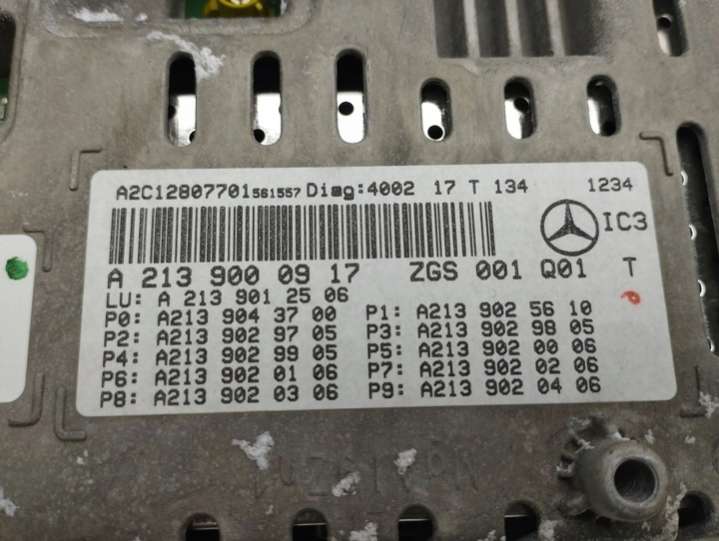 A2C12807701561557 Diag:4002 17 T 134 1234
IC3
A 213 900 09 17 ZGS 001 Q01 T
LU: A 213 901 25 06
P0: A213 904 37 00 P1: A213 902 56 10
P2: A213 902 97 05 P3: A213 902 98 05
P4: A213 902 99 05 P5: A213 902 00 06
P6: A213 902 01 06 P7: A213 902 02 06
P8: A213 902 03 06 P9: A213 902 04 06